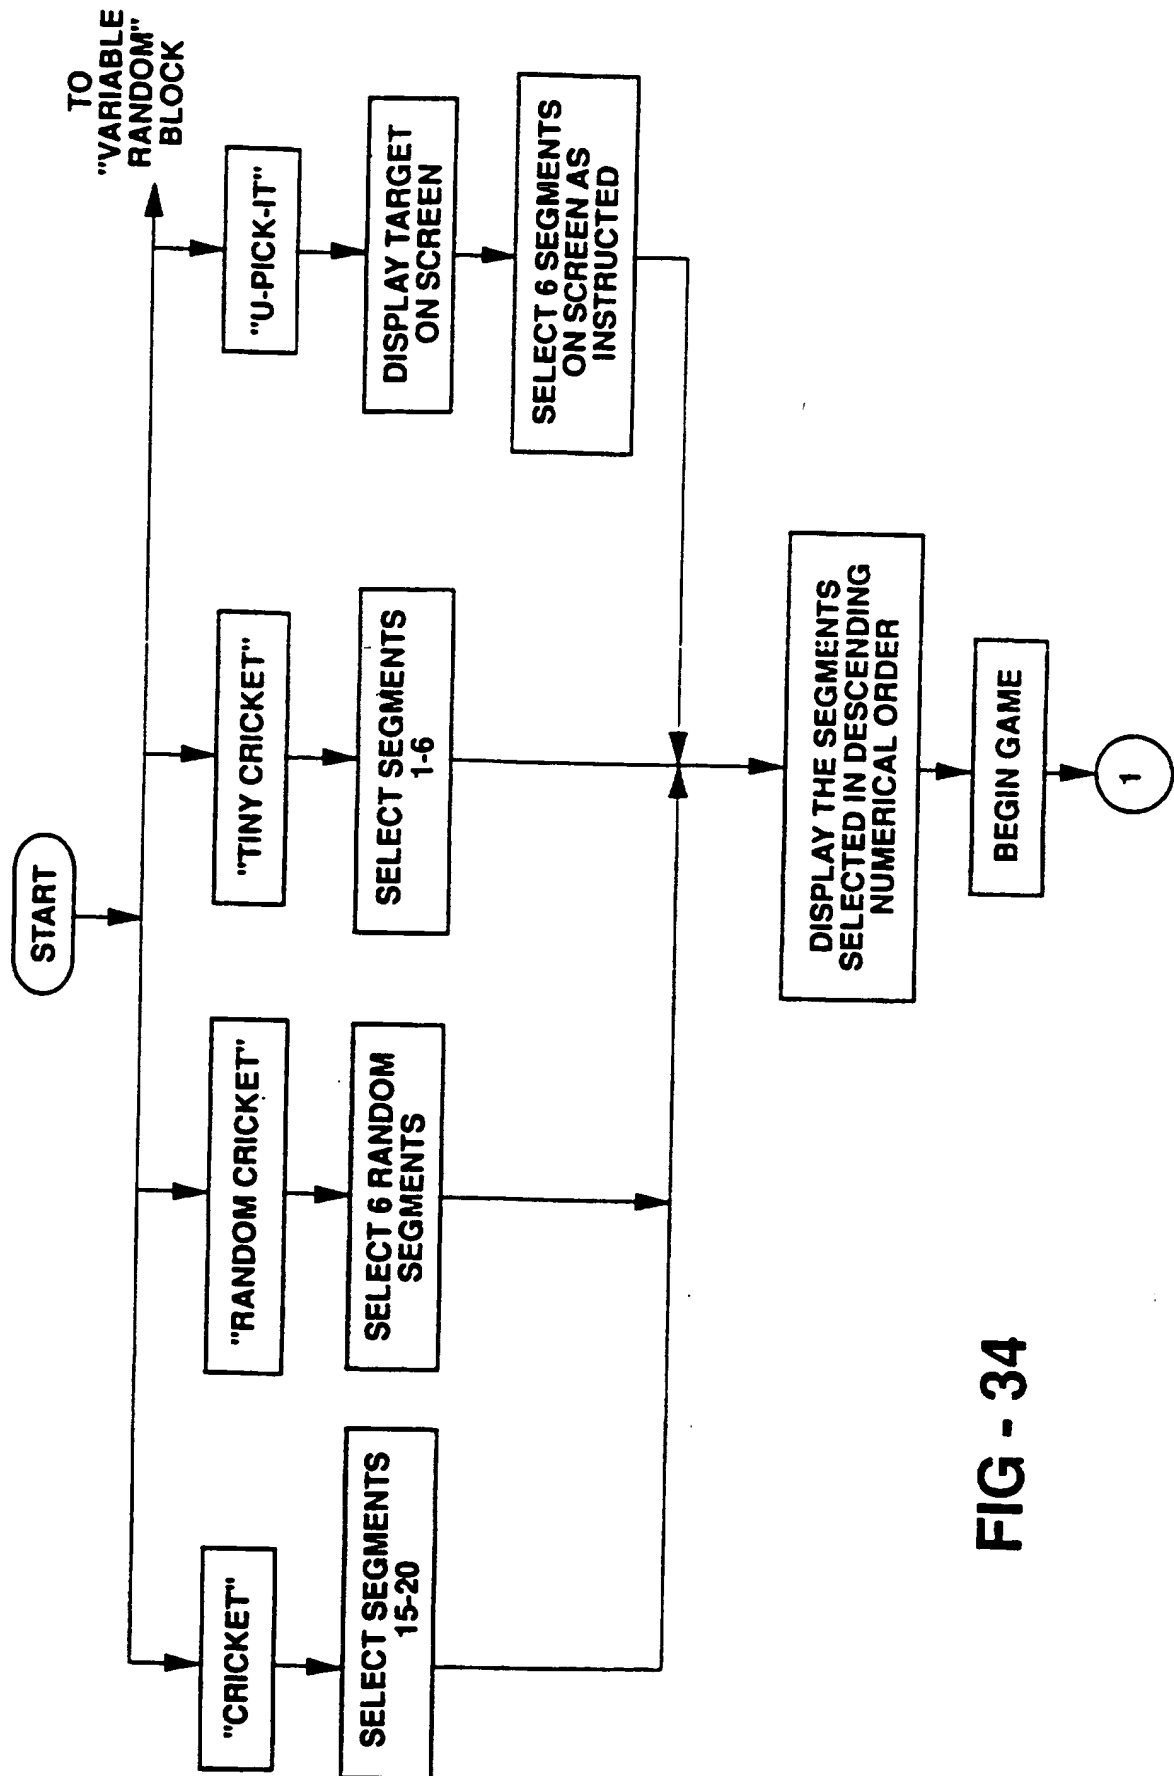 START
TO
"VARIABLE
RANDOM"
BLOCK
"CRICKET"
"RANDOM CRICKET"
"TINY CRICKET"
"U-PICK-IT"
SELECT SEGMENTS
15-20
SELECT 6 RANDOM
SEGMENTS
SELECT SEGMENTS
1-6
DISPLAY TARGET
ON SCREEN
SELECT 6 SEGMENTS
ON SCREEN AS
INSTRUCTED
DISPLAY THE SEGMENTS
SELECTED IN DESCENDING
NUMERICAL ORDER
BEGIN GAME
1
FIG - 34